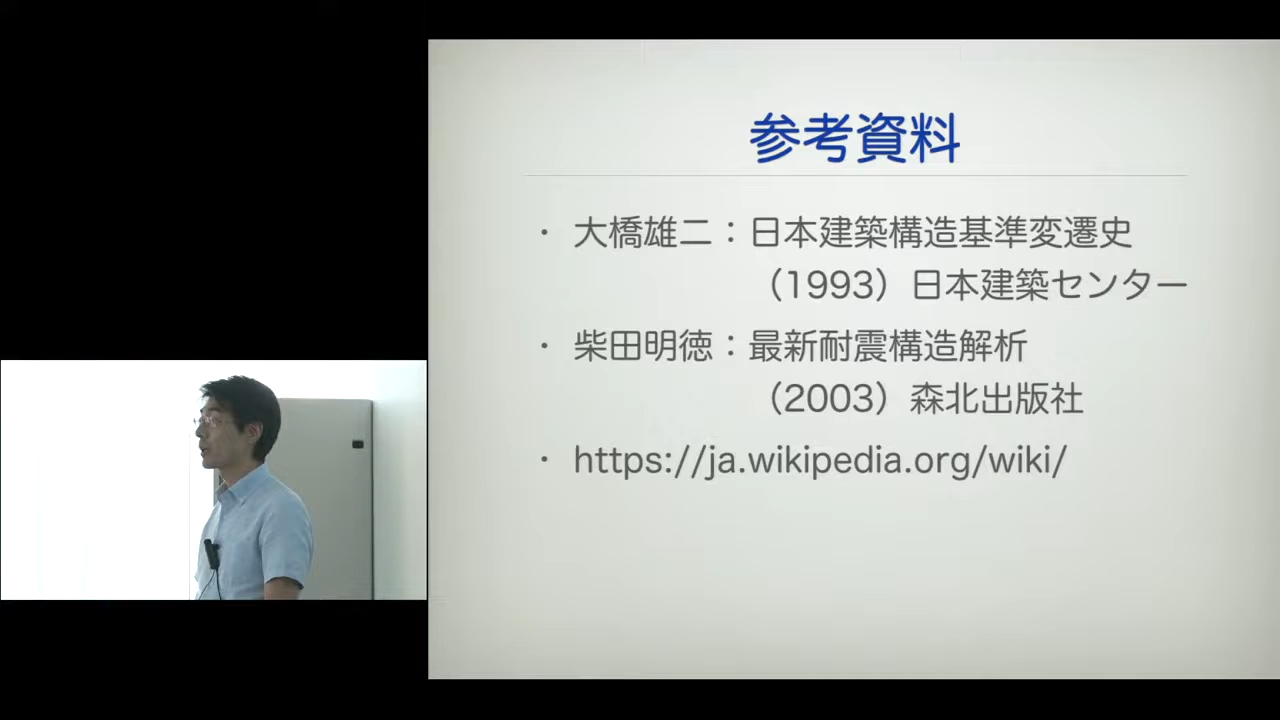 参考資料
・ 大橋雄二：日本建築構造基準変遷史
（1993）日本建築センター
・ 柴田明徳：最新耐震構造解析
（2003）森北出版社
・ https://ja.wikipedia.org/wiki/